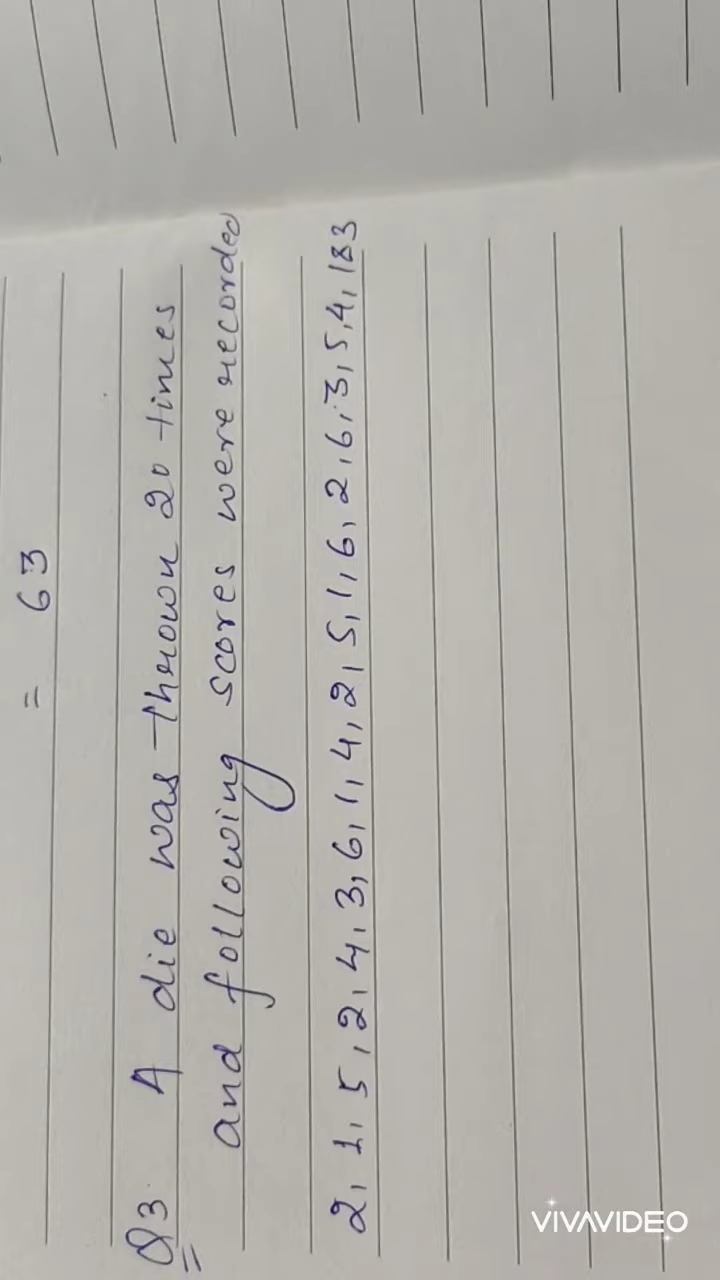 = 63
Q3. A die was thrown 20 times
and following scores were recorded
2, 1, 5, 2, 4, 3, 6, 1, 4, 2, 5, 1, 6, 2, 6, 3, 5, 4, 1 & 3
VIVAVIDEO